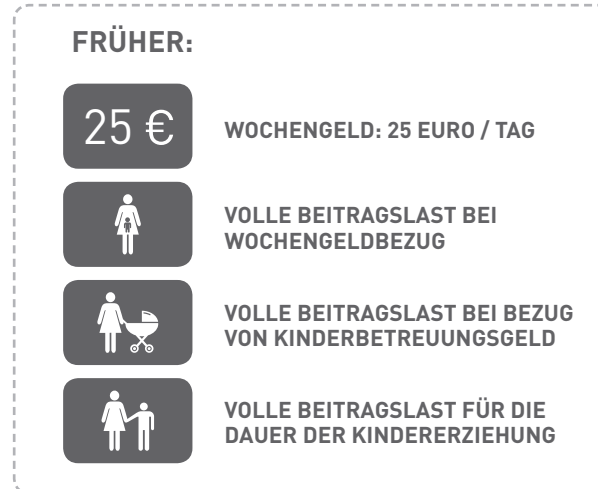 FRÜHER:
25 €
WOCHENGELD: 25 EURO / TAG
VOLLE BEITRAGSLAST BEI
WOCHENGELDBEZUG
VOLLE BEITRAGSLAST BEI BEZUG
VON KINDERBETREUUNGSGELD
VOLLE BEITRAGSLAST FÜR DIE
DAUER DER KINDERERZIEHUNG